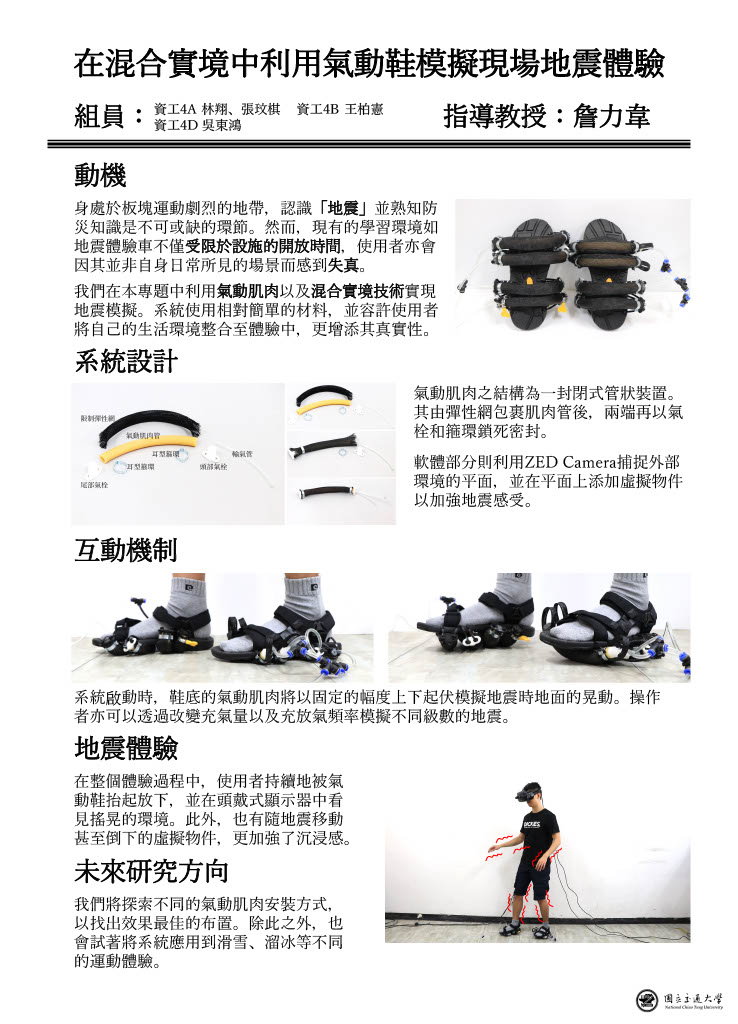 在混合實境中利用氣動鞋模擬現場地震體驗
組員：
資工4A 林翔、張玟棋 資工4B 王柏憲
資工4D 吳東鴻
指導教授：詹力韋
動機
身處於板塊運動劇烈的地帶，認識「地震」並熟知防
災知識是不可或缺的環節。然而，現有的學習環境如
地震體驗車不僅受限於設施的開放時間，使用者亦會
因其並非自身日常所見的場景而感到失真。
我們在本專題中利用氣動肌肉以及混合實境技術實現
地震模擬。系統使用相對簡單的材料，並容許使用者
將自己的生活環境整合至體驗中，更增添其真實性。
系統設計
限制彈性網
氣動肌肉管
耳型箍環
輸氣管
耳型箍環
頭部氣栓
尾部氣栓
氣動肌肉之結構為一封閉式管狀裝置。
其由彈性網包裹肌肉管後，兩端再以氣
栓和箍環鎖死密封。
軟體部分則利用ZED Camera捕捉外部
環境的平面，並在平面上添加虛擬物件
以加強地震感受。
互動機制
系統啟動時，鞋底的氣動肌肉將以固定的幅度上下起伏模擬地震時地面的晃動。操作
者亦可以透過改變充氣量以及充放氣頻率模擬不同級數的地震。
地震體驗
在整個體驗過程中，使用者持續地被氣
動鞋抬起放下，並在頭戴式顯示器中看
見搖晃的環境。此外，也有隨地震移動
甚至倒下的虛擬物件，更加強了沉浸感。
未來研究方向
我們將探索不同的氣動肌肉安裝方式，
以找出效果最佳的布置。除此之外，也
會試著將系統應用到滑雪、溜冰等不同
的運動體驗。
國立交通大學
National Chiao Tung University